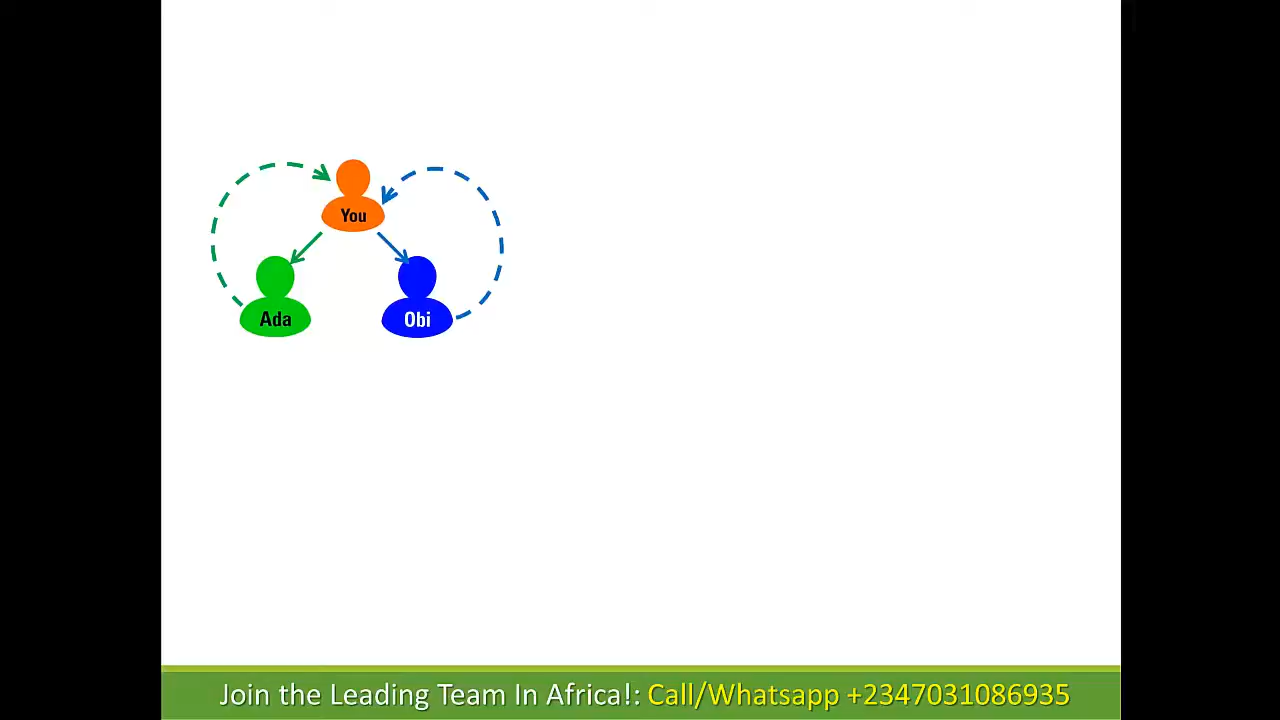 You
Ada
Obi
Join the Leading Team In Africa!: Call/Whatsapp +2347031086935